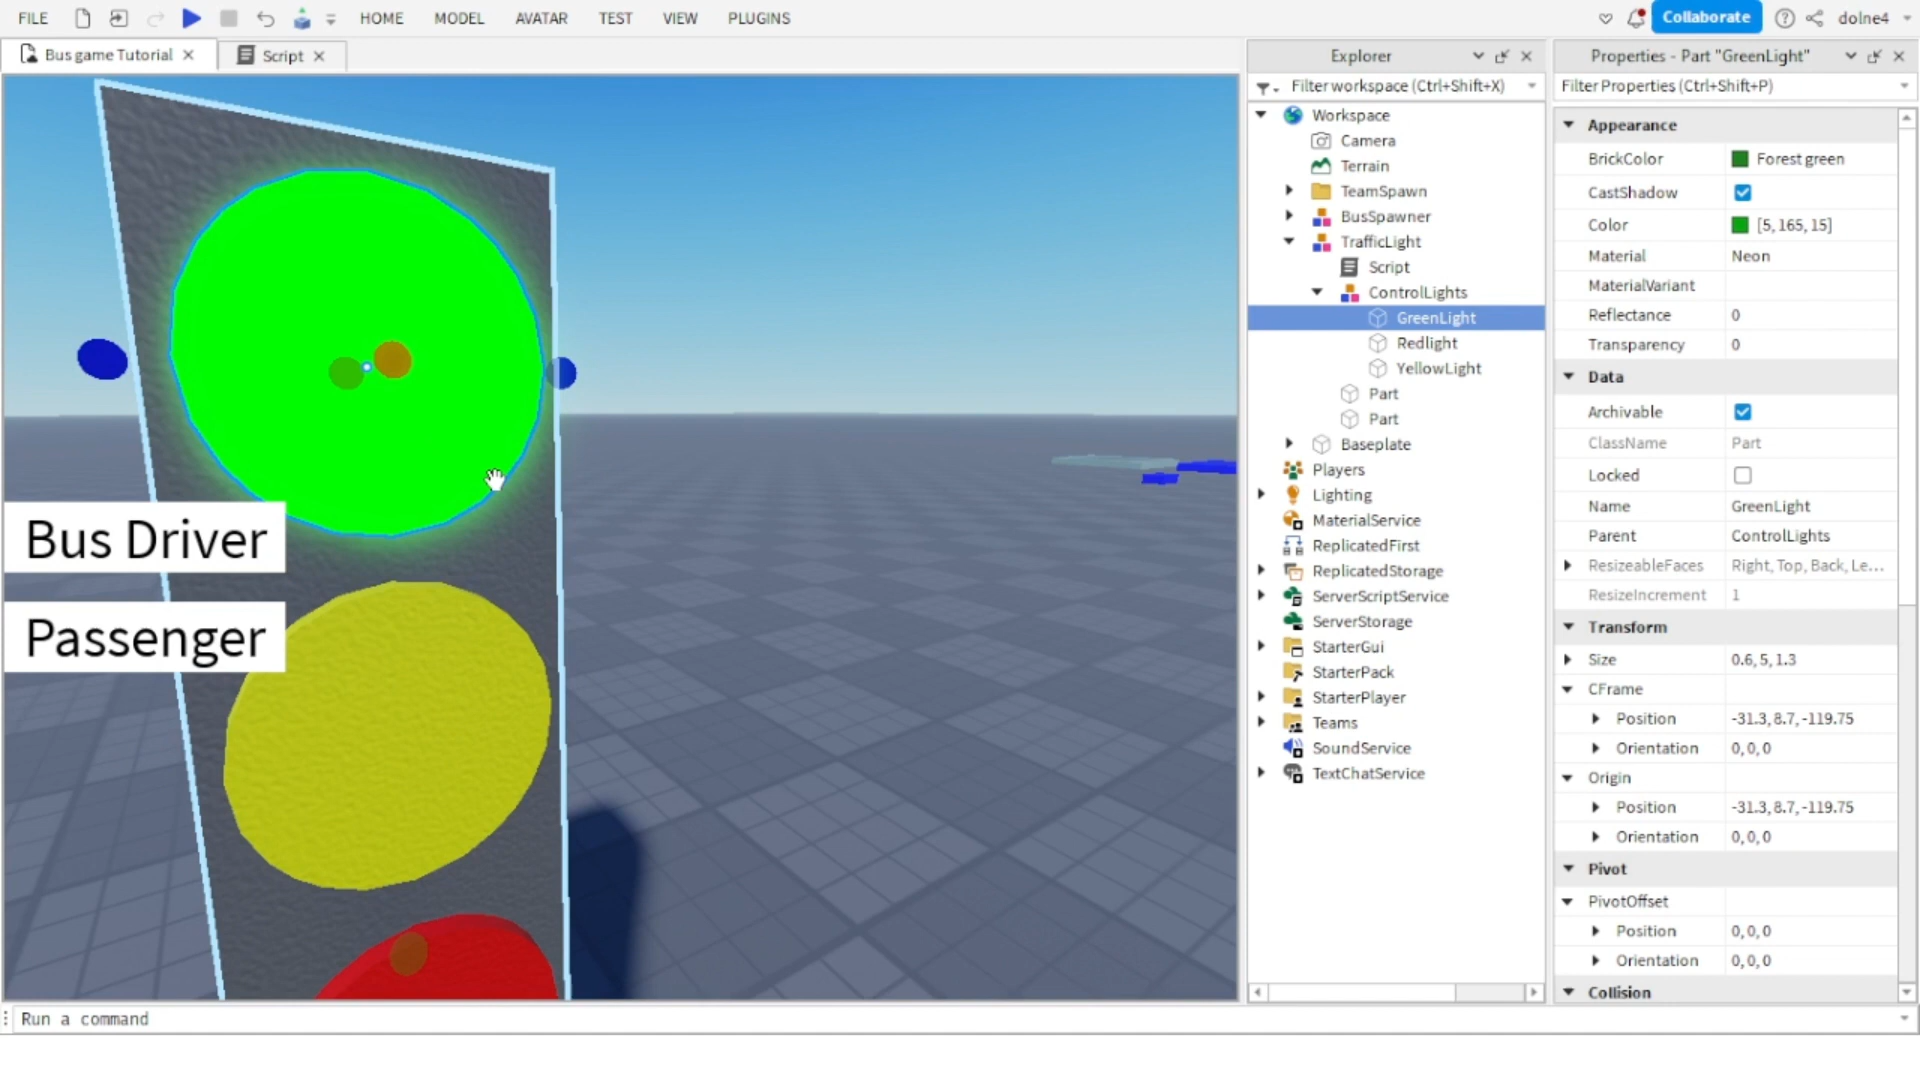 FILE HOME MODEL AVATAR TEST VIEW PLUGINS Collaborate dolne4
Bus game Tutorial Script
Bus Driver
Passenger
Explorer
Filter workspace (Ctrl+Shift+X)
Workspace
Camera
Terrain
TeamSpawn
BusSpawner
TrafficLight
Script
ControlLights
GreenLight
Redlight
YellowLight
Part
Part
Baseplate
Players
Lighting
MaterialService
ReplicatedFirst
ReplicatedStorage
ServerScriptService
ServerStorage
StarterGui
StarterPack
StarterPlayer
Teams
SoundService
TextChatService
Properties - Part "GreenLight"
Filter Properties (Ctrl+Shift+P)
Appearance
BrickColor Forest green
CastShadow
Color [5, 165, 15]
Material Neon
MaterialVariant
Reflectance 0
Transparency 0
Data
Archivable
ClassName Part
Locked
Name GreenLight
Parent ControlLights
ResizeableFaces Right, Top, Back, Le...
ResizeIncrement 1
Transform
Size 0.6, 5, 1.3
CFrame
Position -31.3, 8.7, -119.75
Orientation 0, 0, 0
Origin
Position -31.3, 8.7, -119.75
Orientation 0, 0, 0
Pivot
PivotOffset
Position 0, 0, 0
Orientation 0, 0, 0
Collision
Run a command